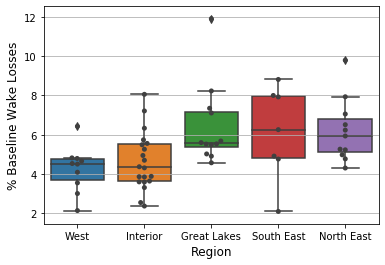 % Baseline Wake Losses
12
10
8
6
4
2
West Interior Great Lakes South East North East
Region